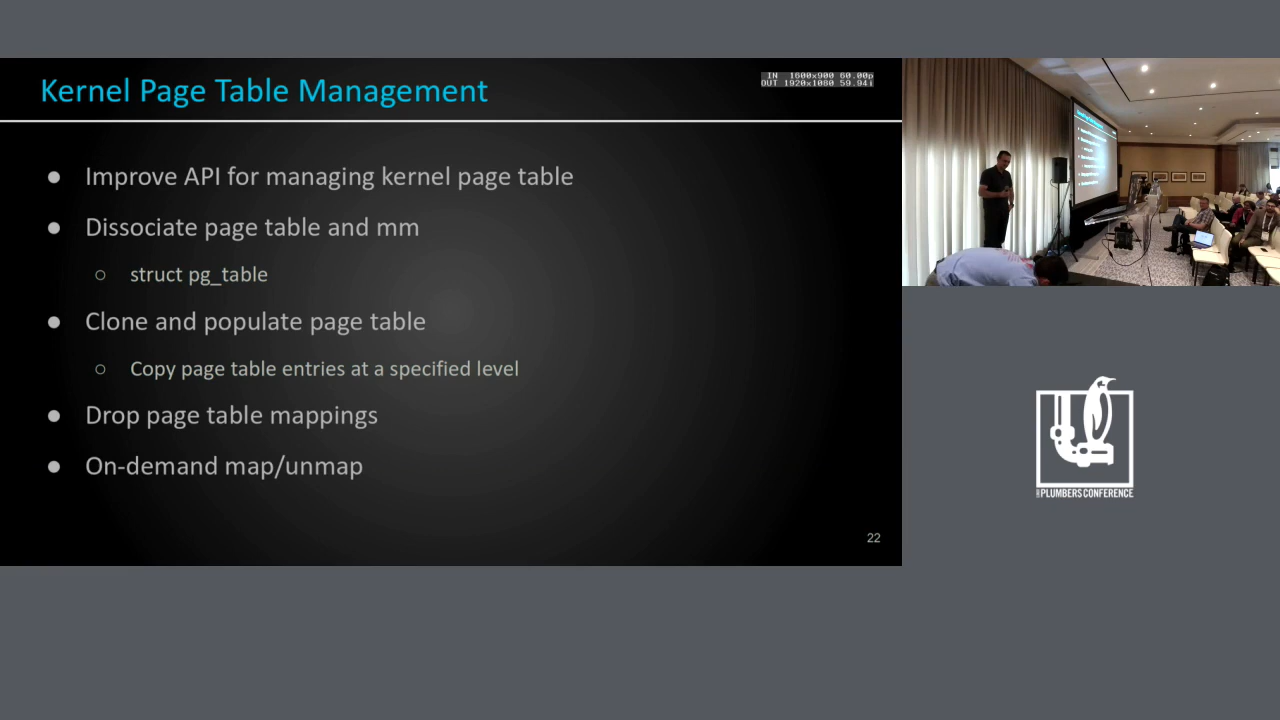 Kernel Page Table Management
IN 1600x900 60.00p
OUT 1920x1080 59.94i
● Improve API for managing kernel page table
● Dissociate page table and mm
○ struct pg_table
● Clone and populate page table
○ Copy page table entries at a specified level
● Drop page table mappings
● On-demand map/unmap
22
PLUMBERS CONFERENCE